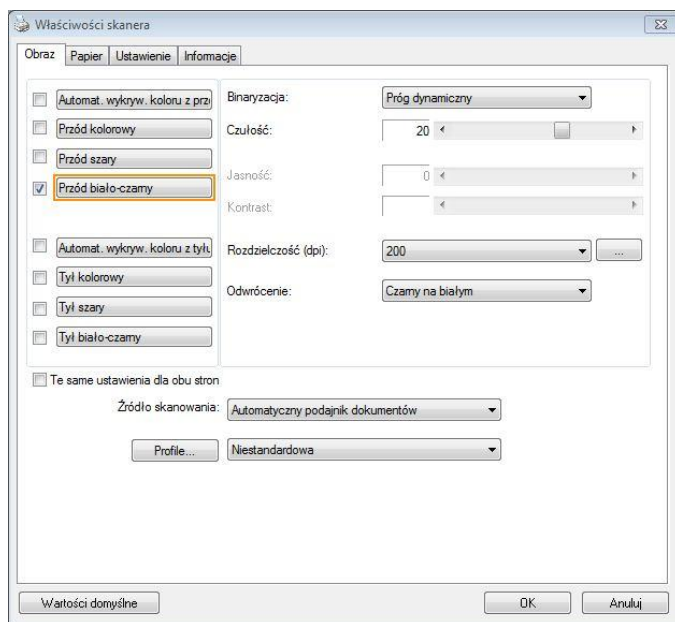 Właściwości skanera
Obraz Papier Ustawienie Informacje
Automat. wykryw. koloru z prz
Przód kolorowy
Przód szary
Przód biało-czarny
Automat. wykryw. koloru z tyłu
Tył kolorowy
Tył szary
Tył biało-czarny
Binaryzacja: Próg dynamiczny
Czułość: 20
Jasność: 0
Kontrast:
Rozdzielczość (dpi): 200 ...
Odwrócenie: Czarny na białym
Te same ustawienia dla obu stron
Źródło skanowania: Automatyczny podajnik dokumentów
Profile... Niestandardowa
Wartości domyślne OK Anuluj